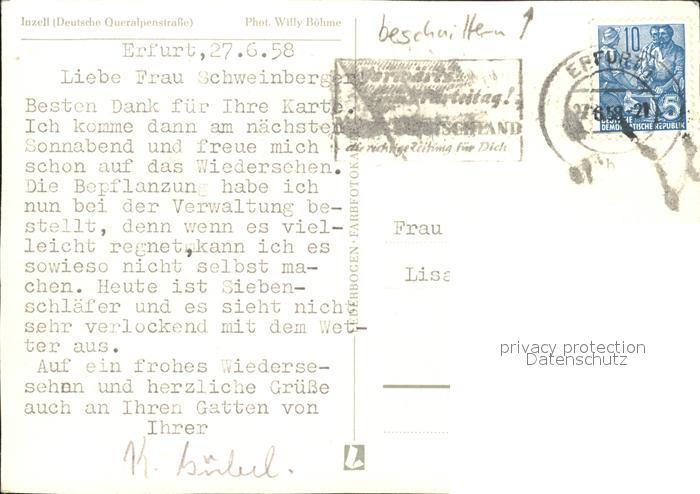 Inzell (Deutsche Queralpenstraße) Phot. Willy Böhme
Erfurt,27.6.58
Liebe Frau Schweinberger
Besten Dank für Ihre Karte.
Ich komme dann am nächsten
Sonnabend und freue mich
schon auf das Wiedersehen.
Die Bepflanzung habe ich
nun bei der Verwaltung be-
stellt, denn wenn es viel-
leicht regnet,kann ich es
sowieso nicht selbst ma-
chen. Heute ist Sieben-
schläfer und es sieht nicht
sehr verlockend mit dem Wet-
ter aus.
Auf ein frohes Wiederse-
sehen und herzliche Grüße
auch an Ihren Gatten von
Ihrer
K.
EDERBOGEN-FARBFOTOKA
beschnitten
Parteitag!
DEUTSCHLAND
die richtige Zeitung für Dich
ERFURT
10
+5
DEUTSCHE
DEMOKRATISCHE REPUBLIK
Frau
Lisa
privacy protection
Datenschutz